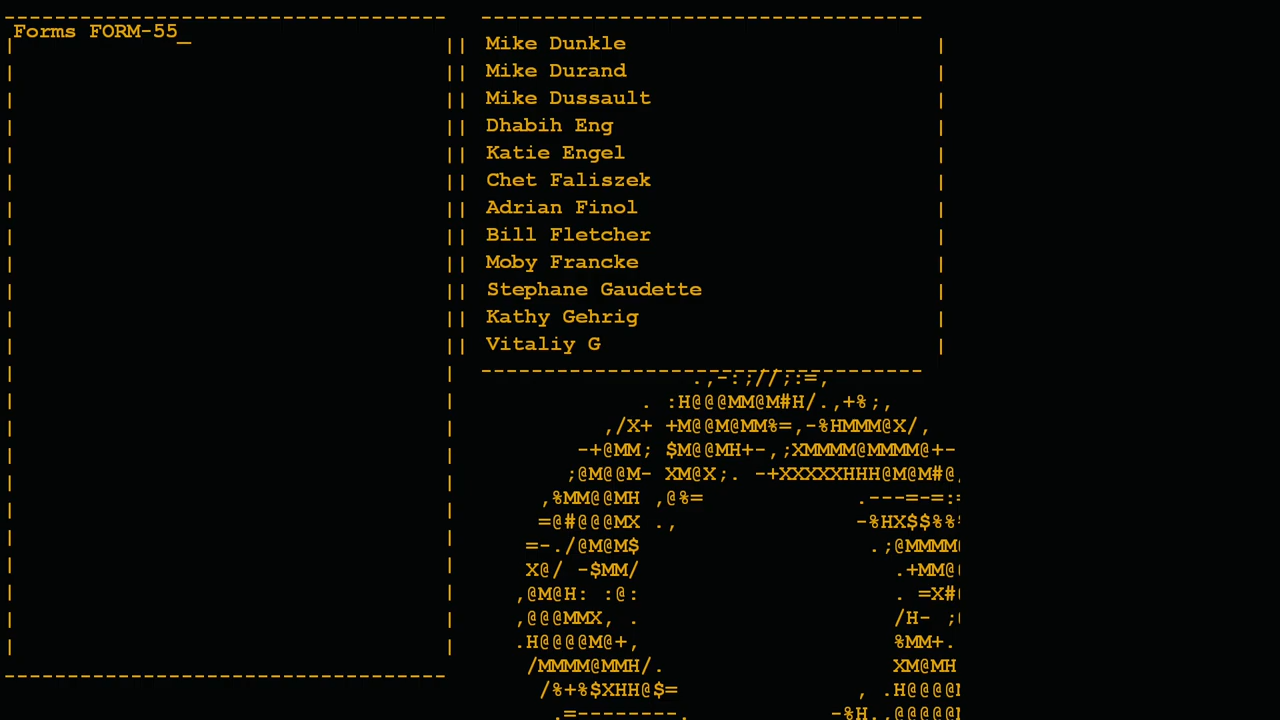 Forms FORM-55_
Mike Dunkle
Mike Durand
Mike Dussault
Dhabih Eng
Katie Engel
Chet Faliszek
Adrian Finol
Bill Fletcher
Moby Francke
Stephane Gaudette
Kathy Gehrig
Vitaliy G